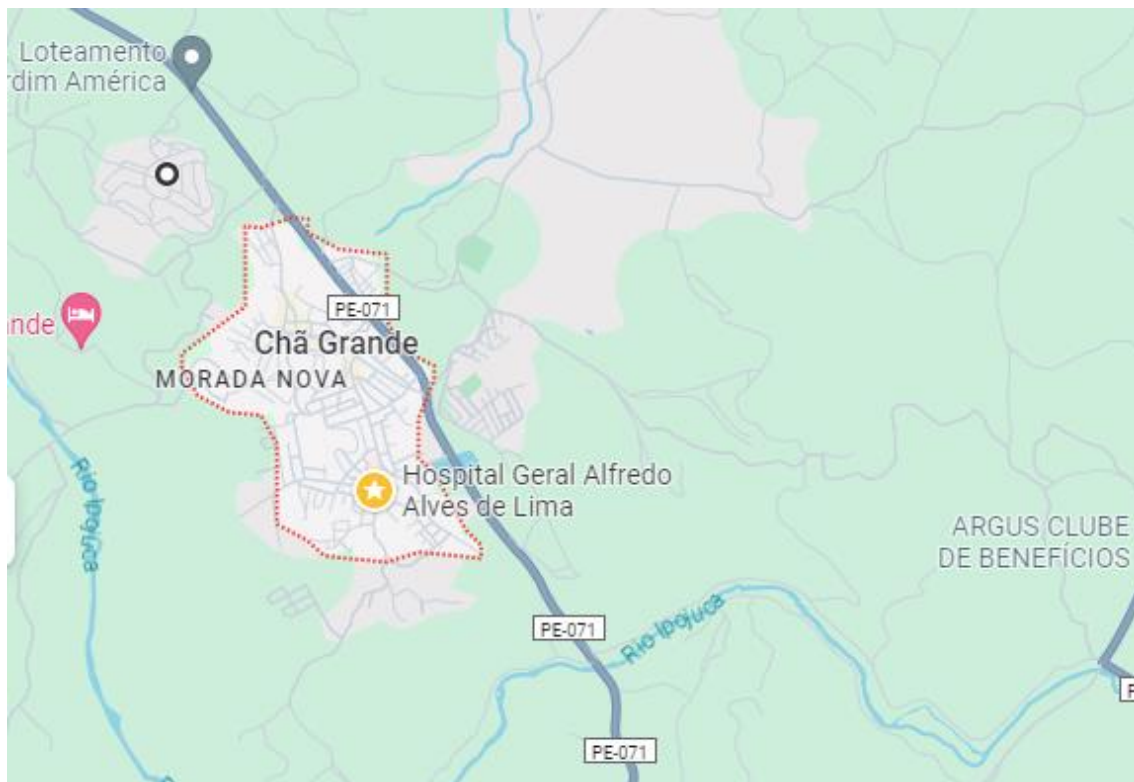 Loteamento
rdim América
PE-071
nde
Chã Grande
MORADA NOVA
Rio Ipojuca
Hospital Geral Alfredo
Alves de Lima
ARGUS CLUBE
DE BENEFÍCIOS
PE-071
Rio Ipojuca
P
PE-071